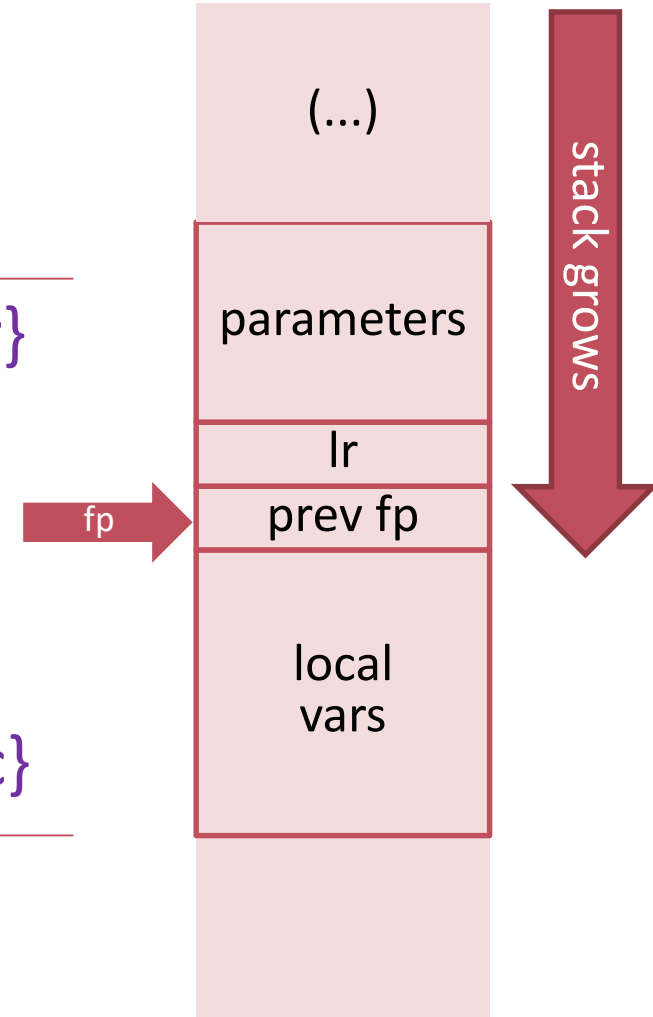 (...)
stack grows
parameters
}
lr
fp
prev fp
local
vars
}